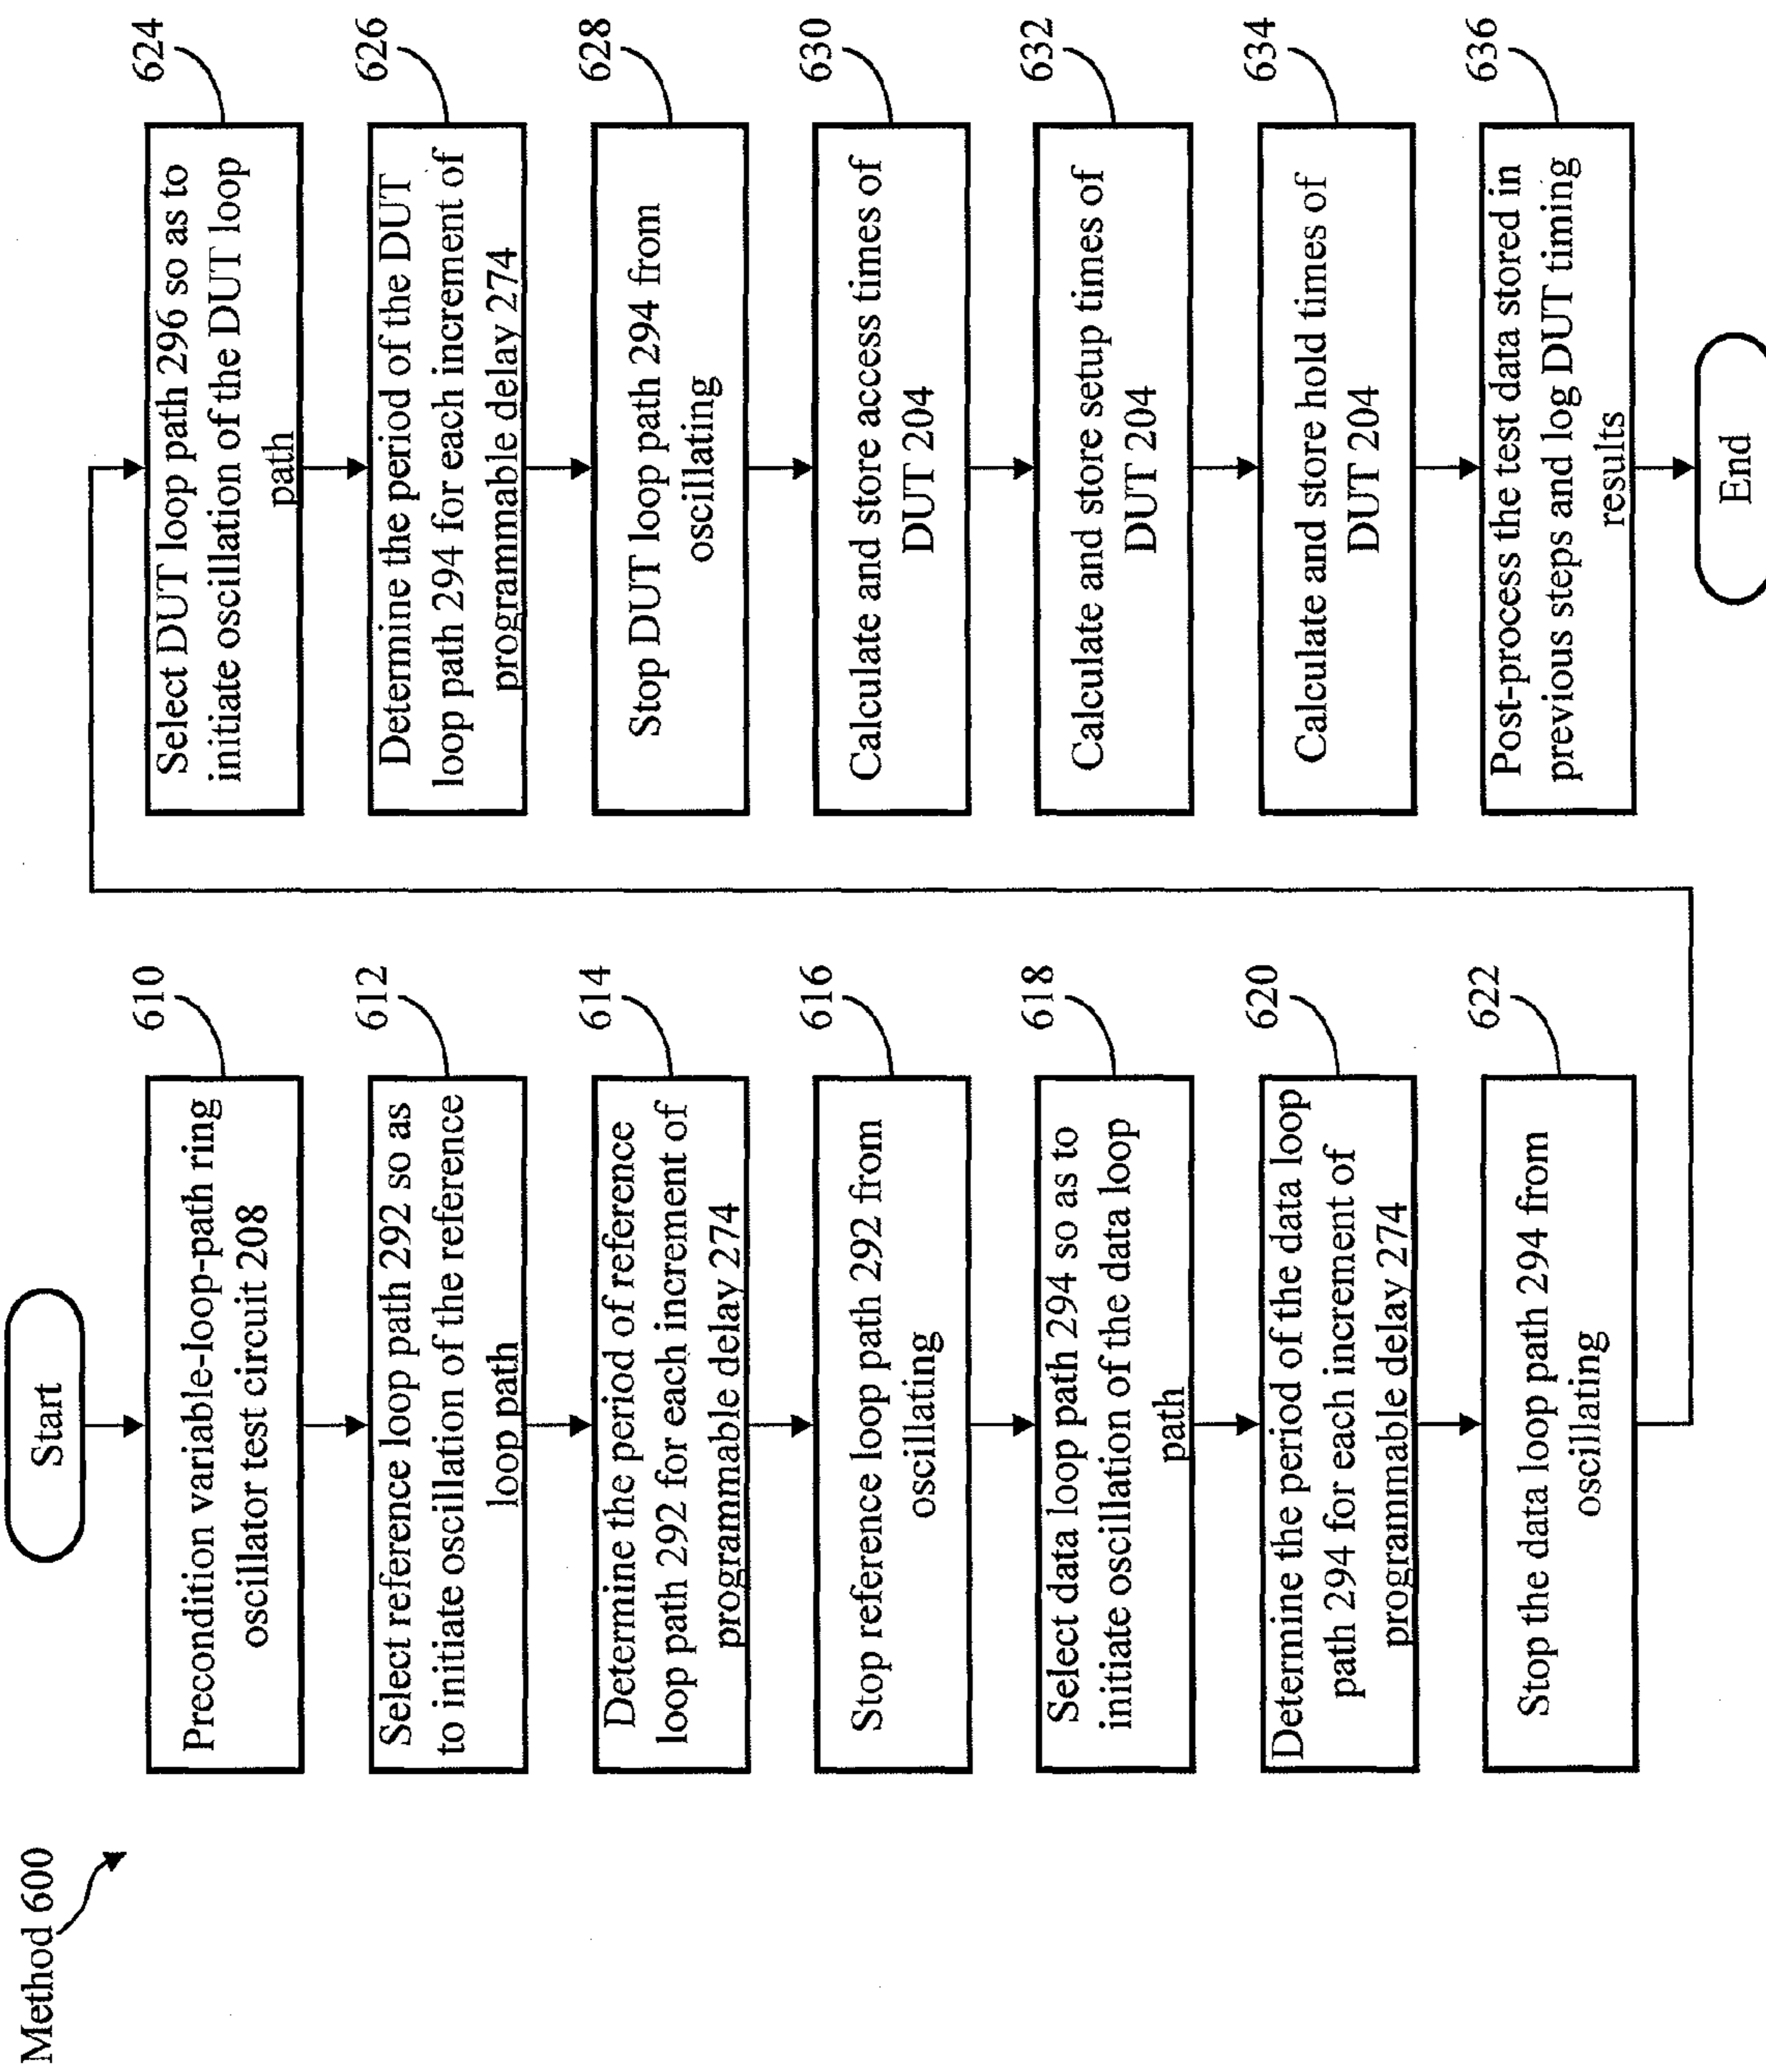 Method 600
Start
610
Precondition variable-loop-path ring
oscillator test circuit 208
612
Select reference loop path 292 so as
to initiate oscillation of the reference
loop path
614
Determine the period of reference
loop path 292 for each increment of
programmable delay 274
616
Stop reference loop path 292 from
oscillating
618
Select data loop path 294 so as to
initiate oscillation of the data loop
path
620
Determine the period of the data loop
path 294 for each increment of
programmable delay 274
622
Stop the data loop path 294 from
oscillating
624
Select DUT loop path 296 so as to
initiate oscillation of the DUT loop
path
626
Determine the period of the DUT
loop path 294 for each increment of
programmable delay 274
628
Stop DUT loop path 294 from
oscillating
630
Calculate and store access times of
DUT 204
632
Calculate and store setup times of
DUT 204
634
Calculate and store hold times of
DUT 204
636
Post-process the test data stored in
previous steps and log DUT timing
results
End